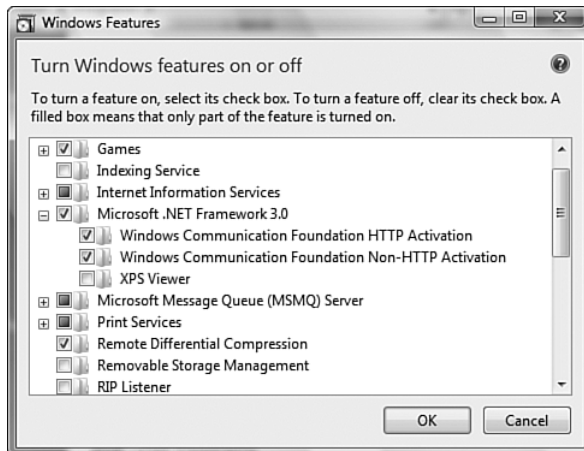 Windows Features
Turn Windows features on or off
To turn a feature on, select its check box. To turn a feature off, clear its check box. A
filled box means that only part of the feature is turned on.
Games
Indexing Service
Internet Information Services
Microsoft .NET Framework 3.0
Windows Communication Foundation HTTP Activation
Windows Communication Foundation Non-HTTP Activation
XPS Viewer
Microsoft Message Queue (MSMQ) Server
Print Services
Remote Differential Compression
Removable Storage Management
RIP Listener
OK Cancel